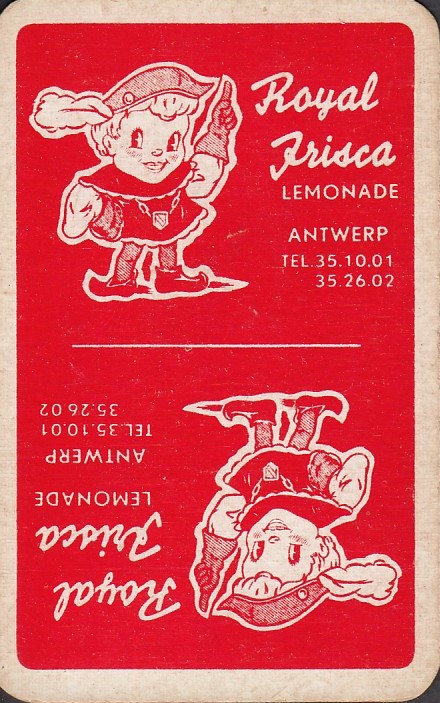 Royal
Frisca
LEMONADE
ANTWERP
TEL.35.10.01
35.26.02
Royal
Frisca
LEMONADE
ANTWERP
TEL.35.10.01
35.26.02